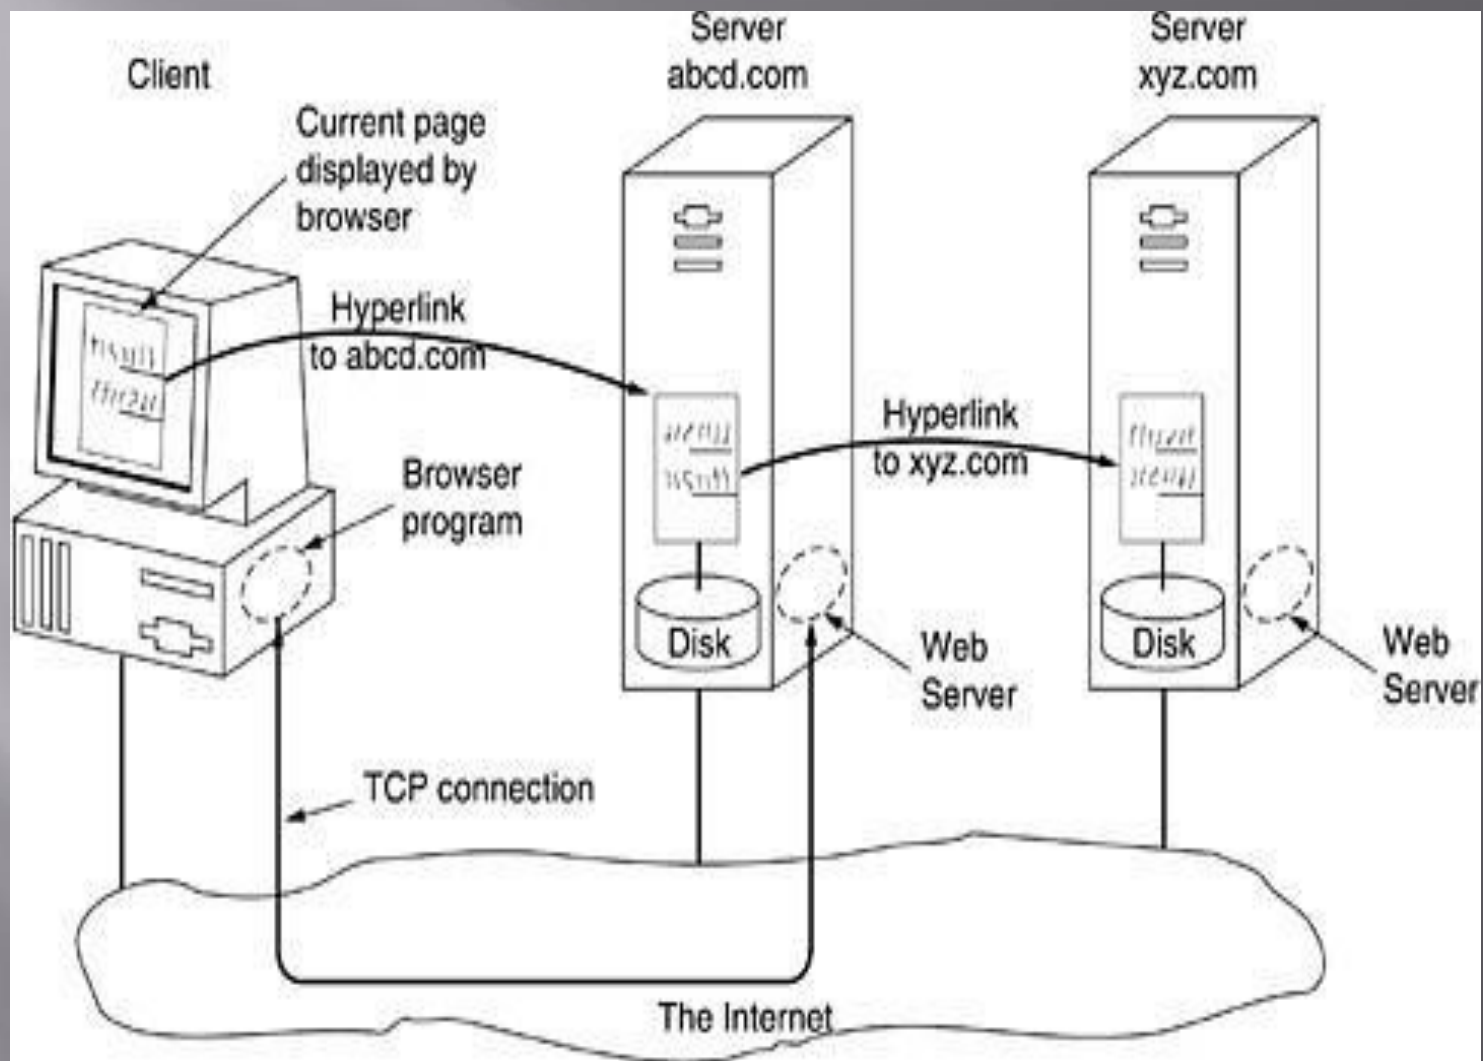 Client
Server
abcd.com
Server
xyz.com
Current page
displayed by
browser
Hyperlink
to abcd.com
Hyperlink
to xyz.com
Browser
program
Disk
Web
Server
Disk
Web
Server
TCP connection
The Internet